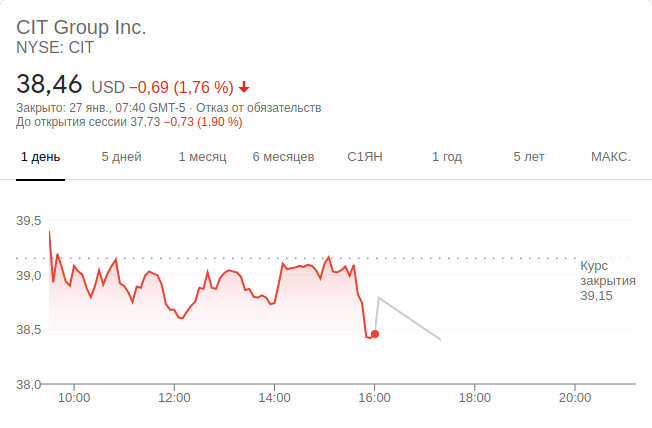 CIT Group Inc.
NYSE: CIT
38,46 USD −0,69 (1,76 %)
Закрыто: 27 янв., 07:40 GMT-5 · Отказ от обязательств
До открытия сессии 37,73 −0,73 (1,90 %)
1 день 5 дней 1 месяц 6 месяцев С1ЯН 1 год 5 лет МАКС.
39,5
39,0
38,5
38,0
Курс
закрытия
39,15
10:00 12:00 14:00 16:00 18:00 20:00